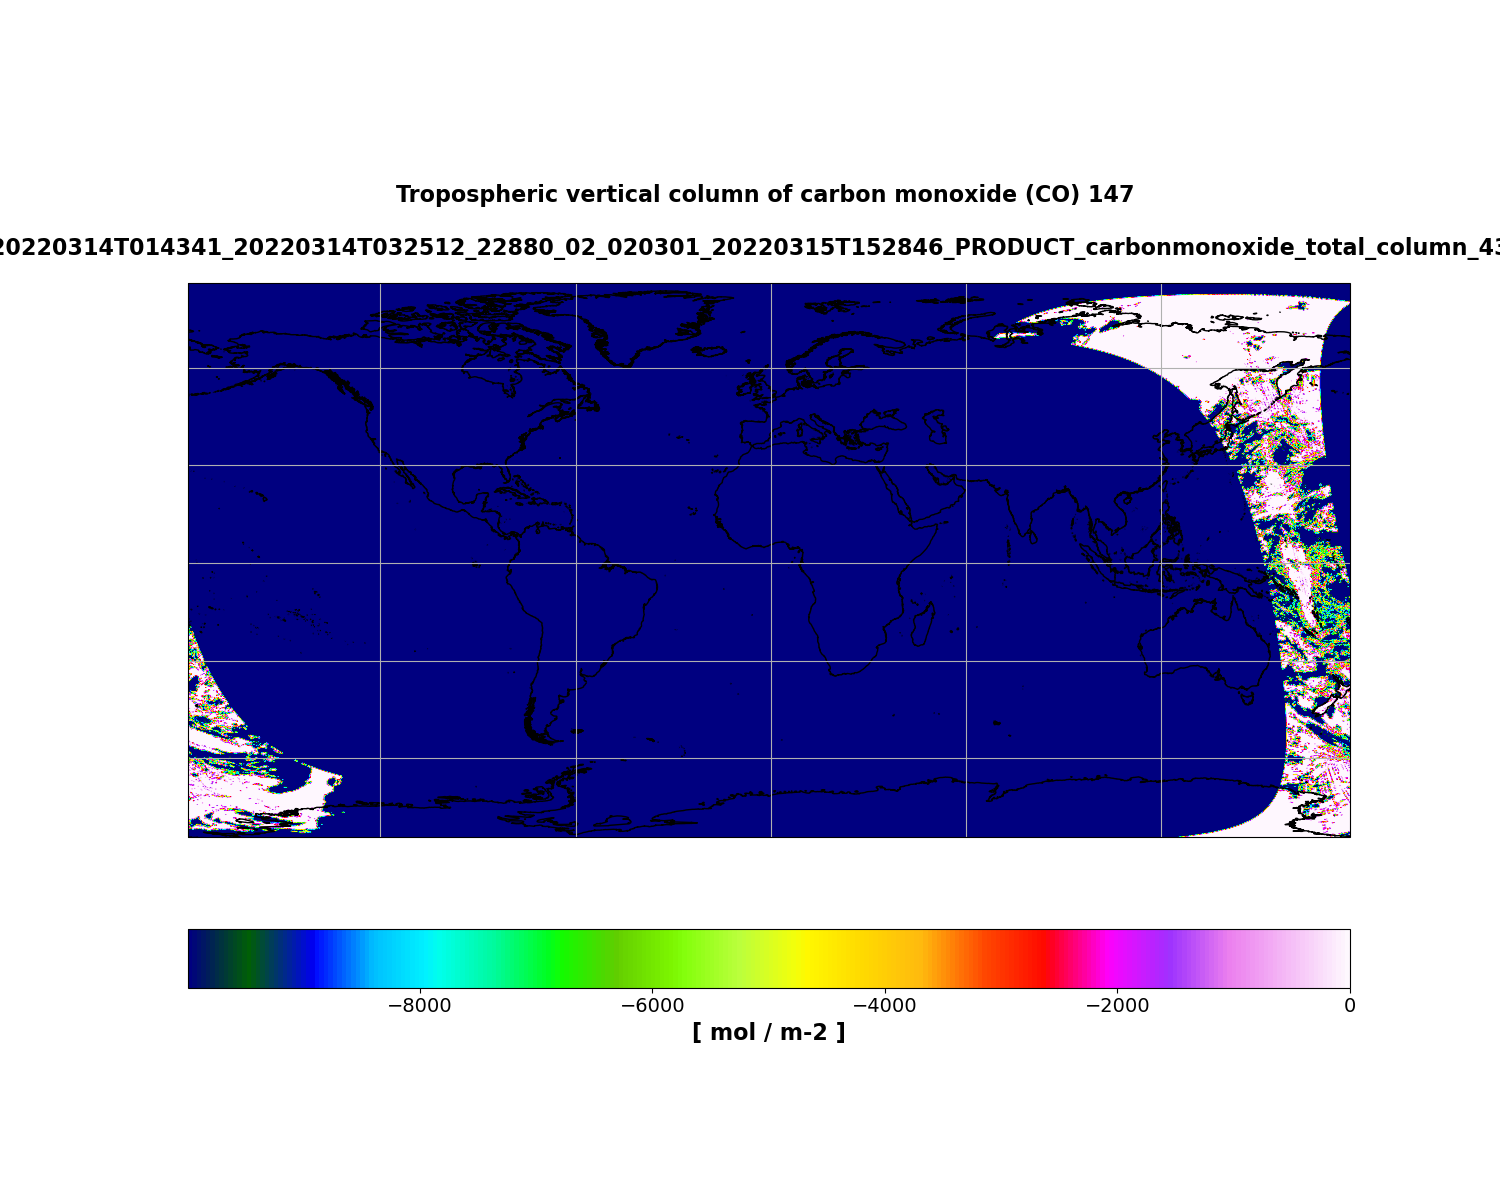 Tropospheric vertical column of carbon monoxide (CO) 147
20220314T014341_20220314T032512_22880_02_020301_20220315T152846_PRODUCT_carbonmonoxide_total_column_43
−8000 −6000 −4000 −2000 0
[ mol / m-2 ]